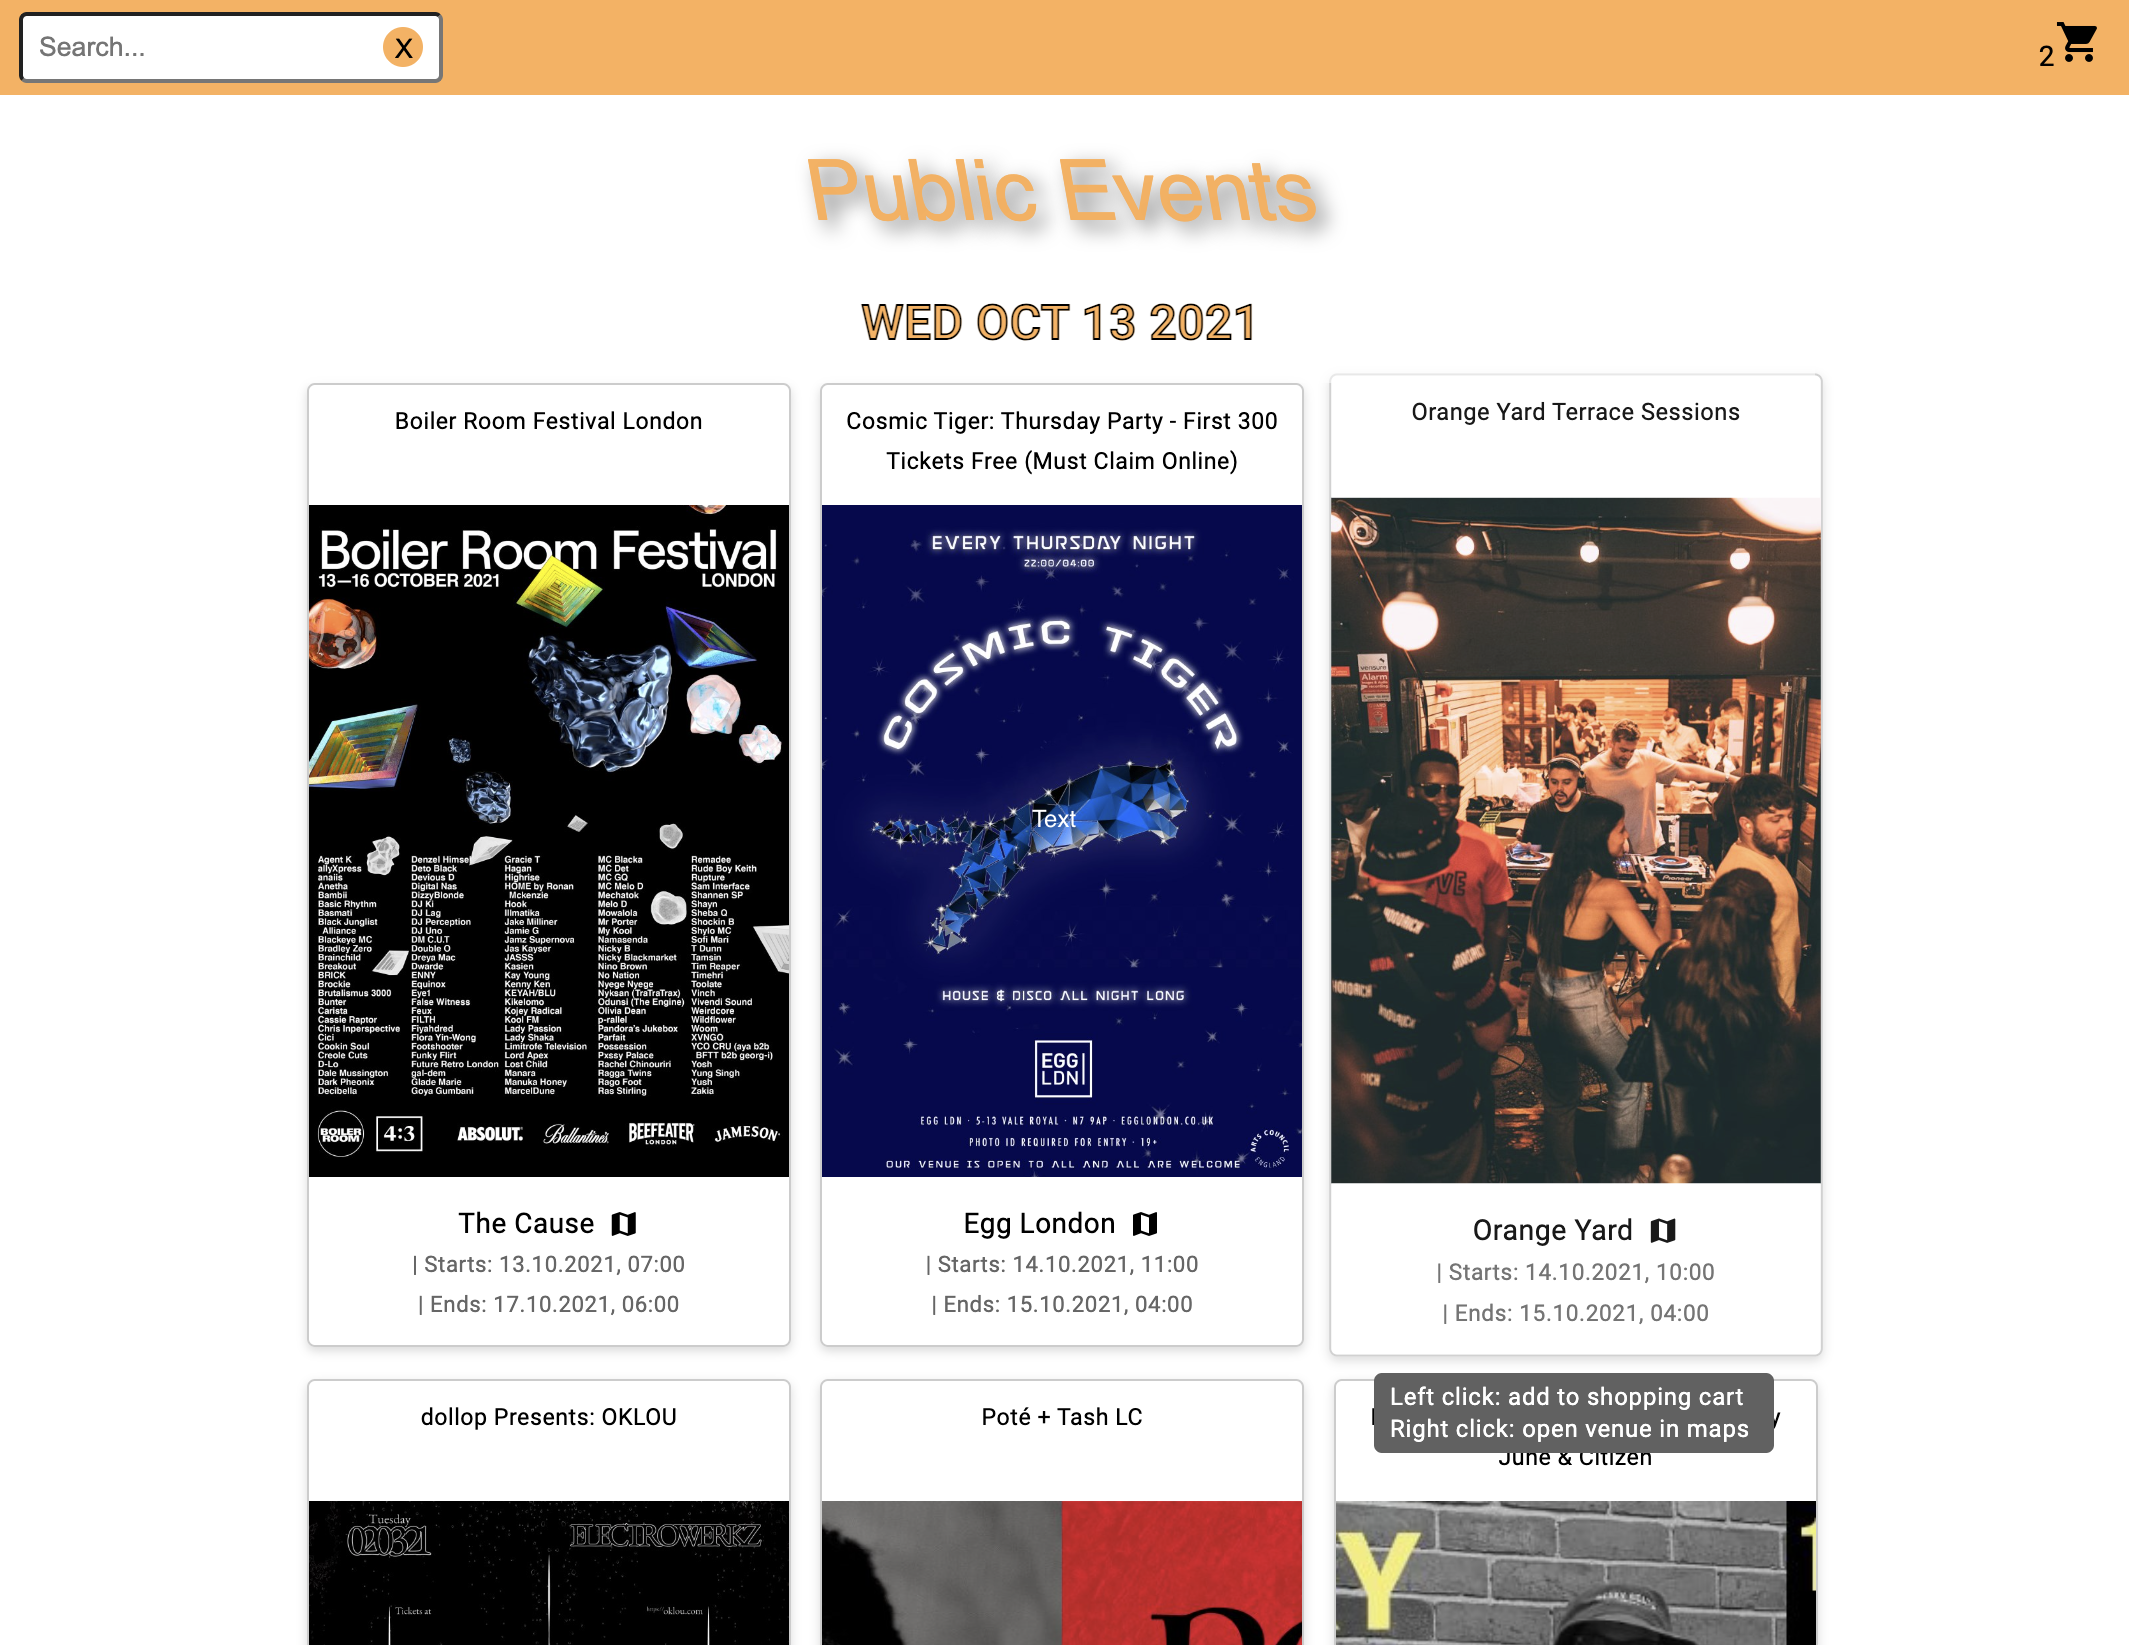 Search...
X
2
Public Events
WED OCT 13 2021
Boiler Room Festival London
Cosmic Tiger: Thursday Party - First 300
Tickets Free (Must Claim Online)
Orange Yard Terrace Sessions
Boiler Room Festival
13—16 OCTOBER 2021
LONDON
Agent K
allyXpress
anaiis
Anetha
Bambii
Basic Rhythm
Basmati
Black Junglist
Alliance
Blackeye MC
Bradley Zero
Brainchild
Breakout
BRICK
Brockie
Brutalismus 3000
Bunter
Carista
Cassie Raptor
Chris Inperspective
Cici
Cookin Soul
Creole Cuts
D-Lo
Dale Mussington
Dark Pheonix
Decibella
Denzel Himself
Deto Black
Devious D
Digital Nas
DizzyBlonde
DJ Ki
DJ Lag
DJ Perception
DJ Uno
DM C.U.T
Double O
Dreya Mac
Dwarde
ENNY
Equinox
Eye1
False Witness
Feux
FILTH
Fiyahdred
Flora Yin-Wong
Footshooter
Funky Flirt
Future Retro London
gal-dem
Glade Marie
Goya Gumbani
Gracie T
Hagan
Highrise
HOME by Ronan
Mckenzie
Hook
Illmatika
Jake Milliner
Jamie G
Jamz Supernova
Jas Kayser
JASSS
Kasien
Kay Young
Kenny Ken
KEYAH/BLU
Kikelomo
Kojey Radical
Kool FM
Lady Passion
Lady Shaka
Limitrofe Television
Lord Apex
Lost Child
Manara
Manuka Honey
MarcelDune
MC Blacka
MC Det
MC GQ
MC Melo D
Mechatok
Melo D
Mowalola
Mr Porter
My Kool
Namasenda
Nicky B
Nicky Blackmarket
Nino Brown
No Nation
Nyege Nyege
Nyksan (TraTraTrax)
Odunsi (The Engine)
Olivia Dean
p-rallel
Pandora's Jukebox
Parfait
Possession
Pxssy Palace
Rachel Chinouriri
Ragga Twins
Rago Foot
Ras Stirling
Remadee
Rude Boy Keith
Rupture
Sam Interface
Shannen SP
Shayn
Sheba Q
Shockin B
Shylo MC
Sofi Mari
T Dunn
Tamsin
Tim Reaper
Timehri
Toolate
Vinch
Vivendi Sound
Weirdcore
Wildflower
Woom
XVNGO
YCO CRU (aya b2b
BFTT b2b georg-i)
Yosh
Yung Singh
Yush
Zakia
BOILER
ROOM
4:3
ABSOLUT.
Ballantine's
BEEFEATER
LONDON
JAMESON
EVERY THURSDAY NIGHT
22:00/04:00
COSMIC TIGER
Text
HOUSE & DISCO ALL NIGHT LONG
EGG
LDN
EGG LDN · 5-13 VALE ROYAL · N7 9AP · EGGLONDON.CO.UK
PHOTO ID REQUIRED FOR ENTRY · 19+
OUR VENUE IS OPEN TO ALL AND ALL ARE WELCOME
ARTS COUNCIL
ENGLAND
verisure
Alarm
Pioneer
The Cause
| Starts: 13.10.2021, 07:00
| Ends: 17.10.2021, 06:00
Egg London
| Starts: 14.10.2021, 11:00
| Ends: 15.10.2021, 04:00
Orange Yard
| Starts: 14.10.2021, 10:00
| Ends: 15.10.2021, 04:00
Left click: add to shopping cart
Right click: open venue in maps
dollop Presents: OKLOU
Poté + Tash LC
June & Citizen
Tuesday
020321
ELECTROWERKZ
Tickets at
https://oklou.com
Y